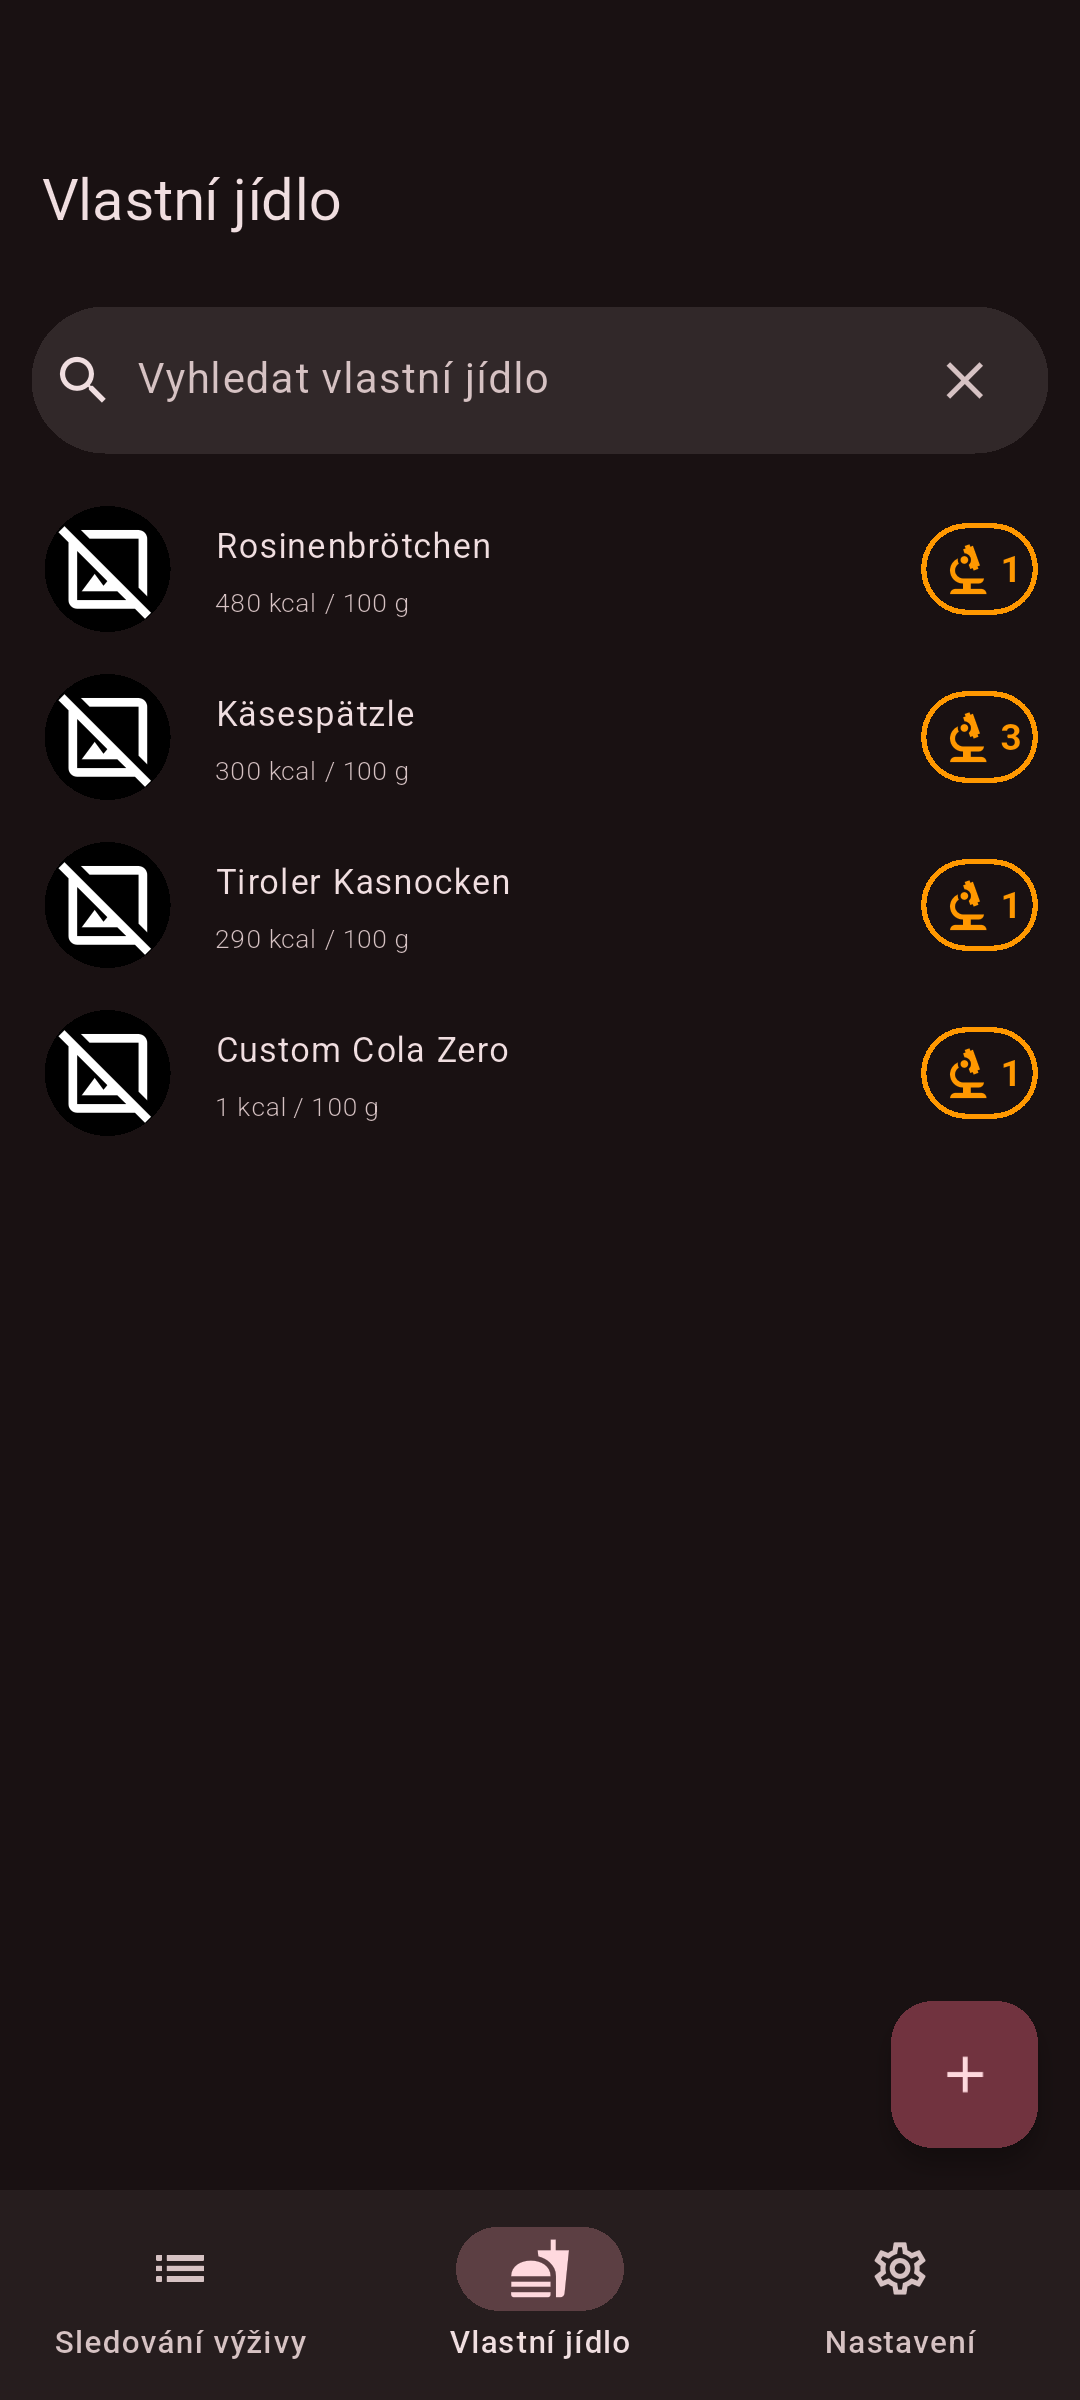 Vlastní jídlo
Vyhledat vlastní jídlo
Rosinenbrötchen
480 kcal / 100 g
1
Käsespätzle
300 kcal / 100 g
3
Tiroler Kasnocken
290 kcal / 100 g
1
Custom Cola Zero
1 kcal / 100 g
1
Sledování výživy
Vlastní jídlo
Nastavení